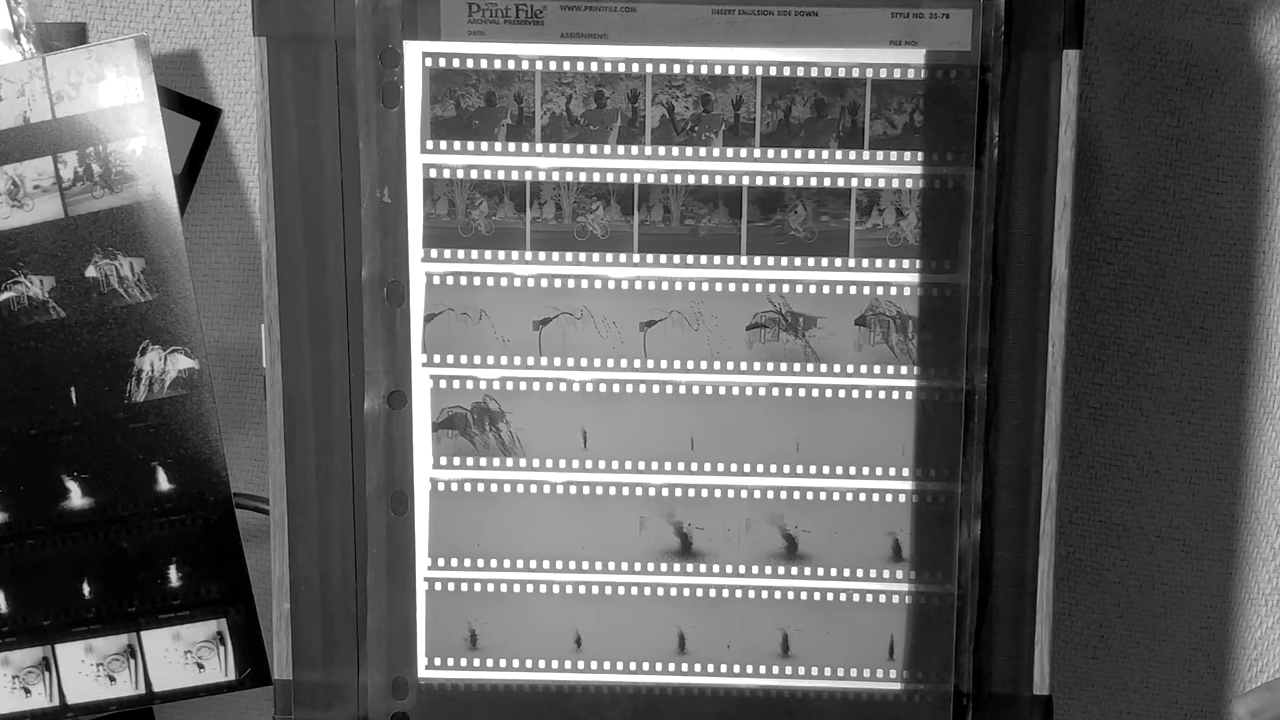 Print File
ARCHIVAL PRESERVERS
WWW.PRINTFILE.COM
INSERT EMULSION SIDE DOWN
STYLE NO. 35-7B
DATE:
ASSIGNMENT:
FILE NO: